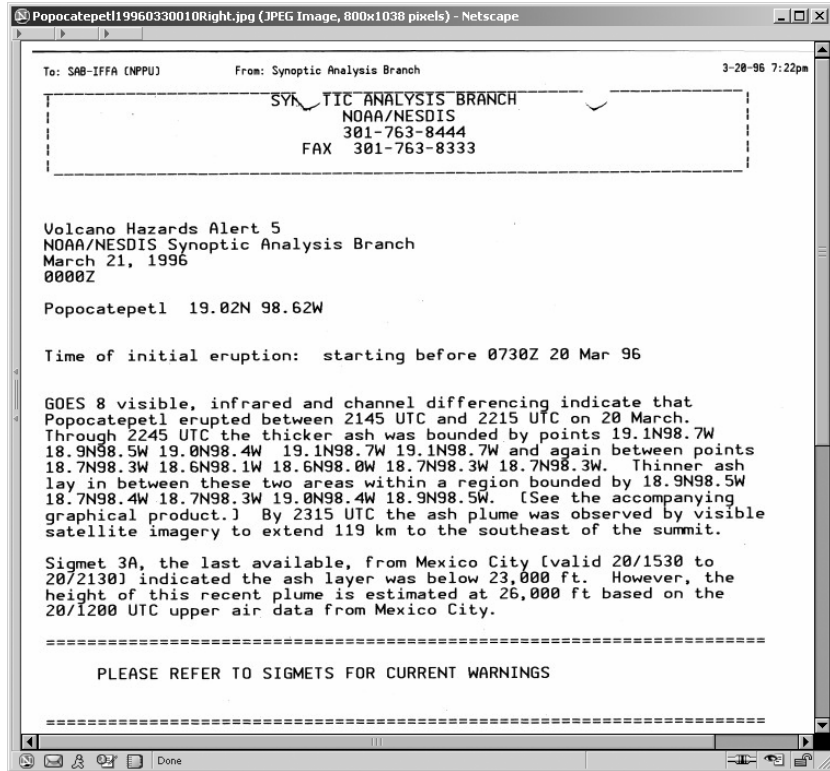 Popocatepetl19960330010Right.jpg (JPEG Image, 800x1038 pixels) - Netscape
To: SAB-IFFA (NPPU) From: Synoptic Analysis Branch 3-20-96 7:22pm
TIC ANALYSIS BRANCH
NOAA/NESDIS
301-763-8444
FAX 301-763-8333
Volcano Hazards Alert 5
NOAA/NESDIS Synoptic Analysis Branch
March 21, 1996
0000Z
Popocatepetl 19.02N 98.62W
Time of initial eruption: starting before 0730Z 20 Mar 96
GOES 8 visible, infrared and channel differencing indicate that
Popocatepetl erupted between 2145 UTC and 2215 UTC on 20 March.
Through 2245 UTC the thicker ash was bounded by points 19.1N98.7W
18.9N98.5W 19.0N98.4W 19.1N98.7W 19.1N98.7W and again between points
18.7N98.3W 18.6N98.1W 18.6N98.0W 18.7N98.3W 18.7N98.3W. Thinner ash
lay in between these two areas within a region bounded by 18.9N98.5W
18.7N98.4W 18.7N98.3W 19.0N98.4W 18.9N98.5W. [See the accompanying
graphical product.] By 2315 UTC the ash plume was observed by visible
satellite imagery to extend 119 km to the southeast of the summit.
Sigmet 3A, the last available, from Mexico City [valid 20/1530 to
20/2130] indicated the ash layer was below 23,000 ft. However, the
height of this recent plume is estimated at 26,000 ft based on the
20/1200 UTC upper air data from Mexico City.
PLEASE REFER TO SIGMETS FOR CURRENT WARNINGS
Done